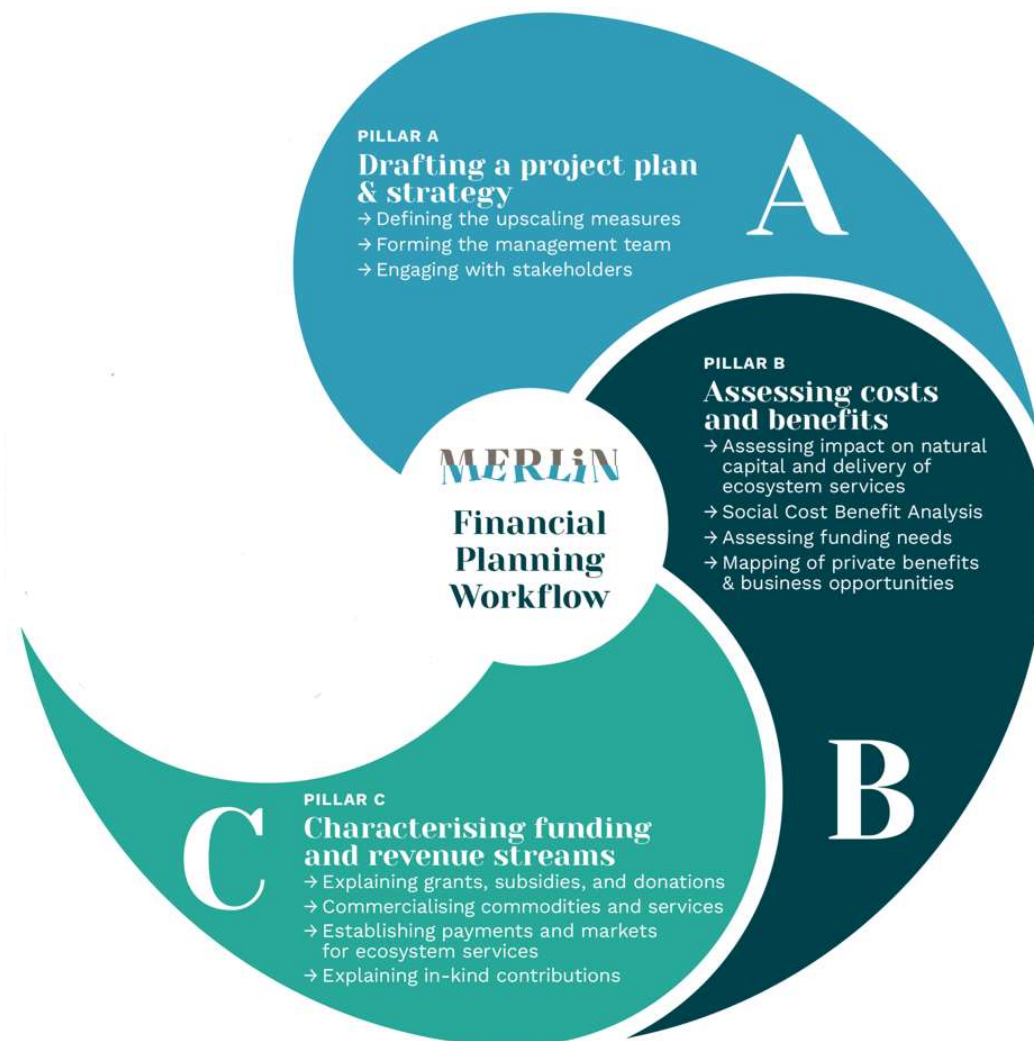 PILLAR A
Drafting a project plan
& strategy
→ Defining the upscaling measures
→ Forming the management team
→ Engaging with stakeholders
A
PILLAR B
Assessing costs
and benefits
→ Assessing impact on natural
capital and delivery of
ecosystem services
→ Social Cost Benefit Analysis
→ Assessing funding needs
→ Mapping of private benefits
& business opportunities
B
MERLiN
Financial
Planning
Workflow
PILLAR C
Characterising funding
and revenue streams
→ Explaining grants, subsidies, and donations
→ Commercialising commodities and services
→ Establishing payments and markets
for ecosystem services
→ Explaining in-kind contributions
C